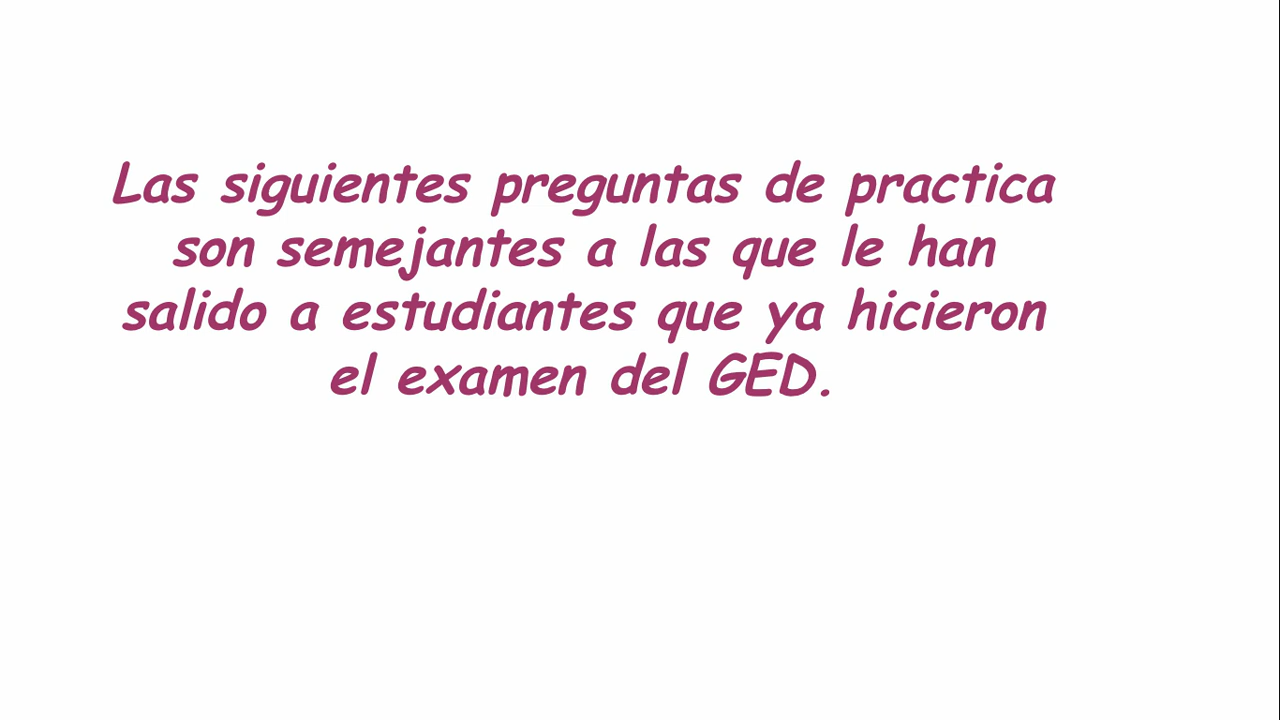 Las siguientes preguntas de practica
son semejantes a las que le han
salido a estudiantes que ya hicieron
el examen del GED.